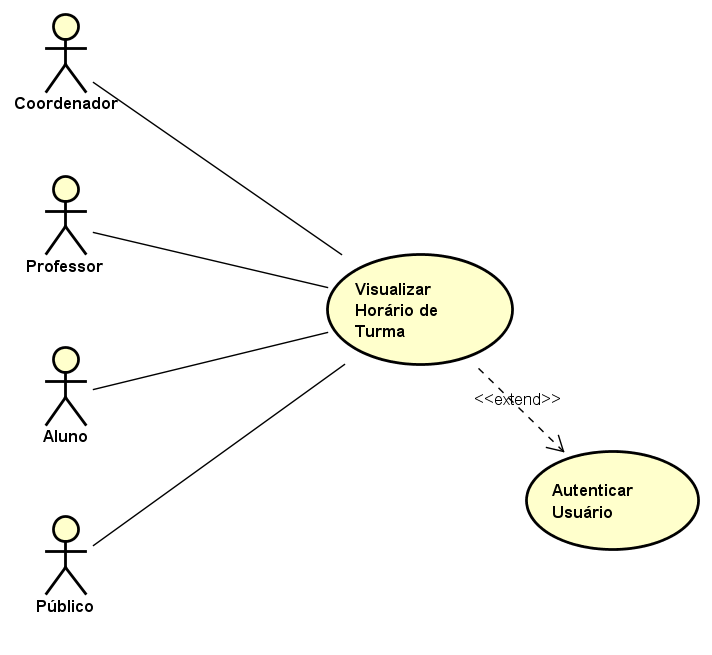 Coordenador
Professor
Visualizar
Horário de
Turma
<<extend>>
Aluno
Autenticar
Usuário
Público